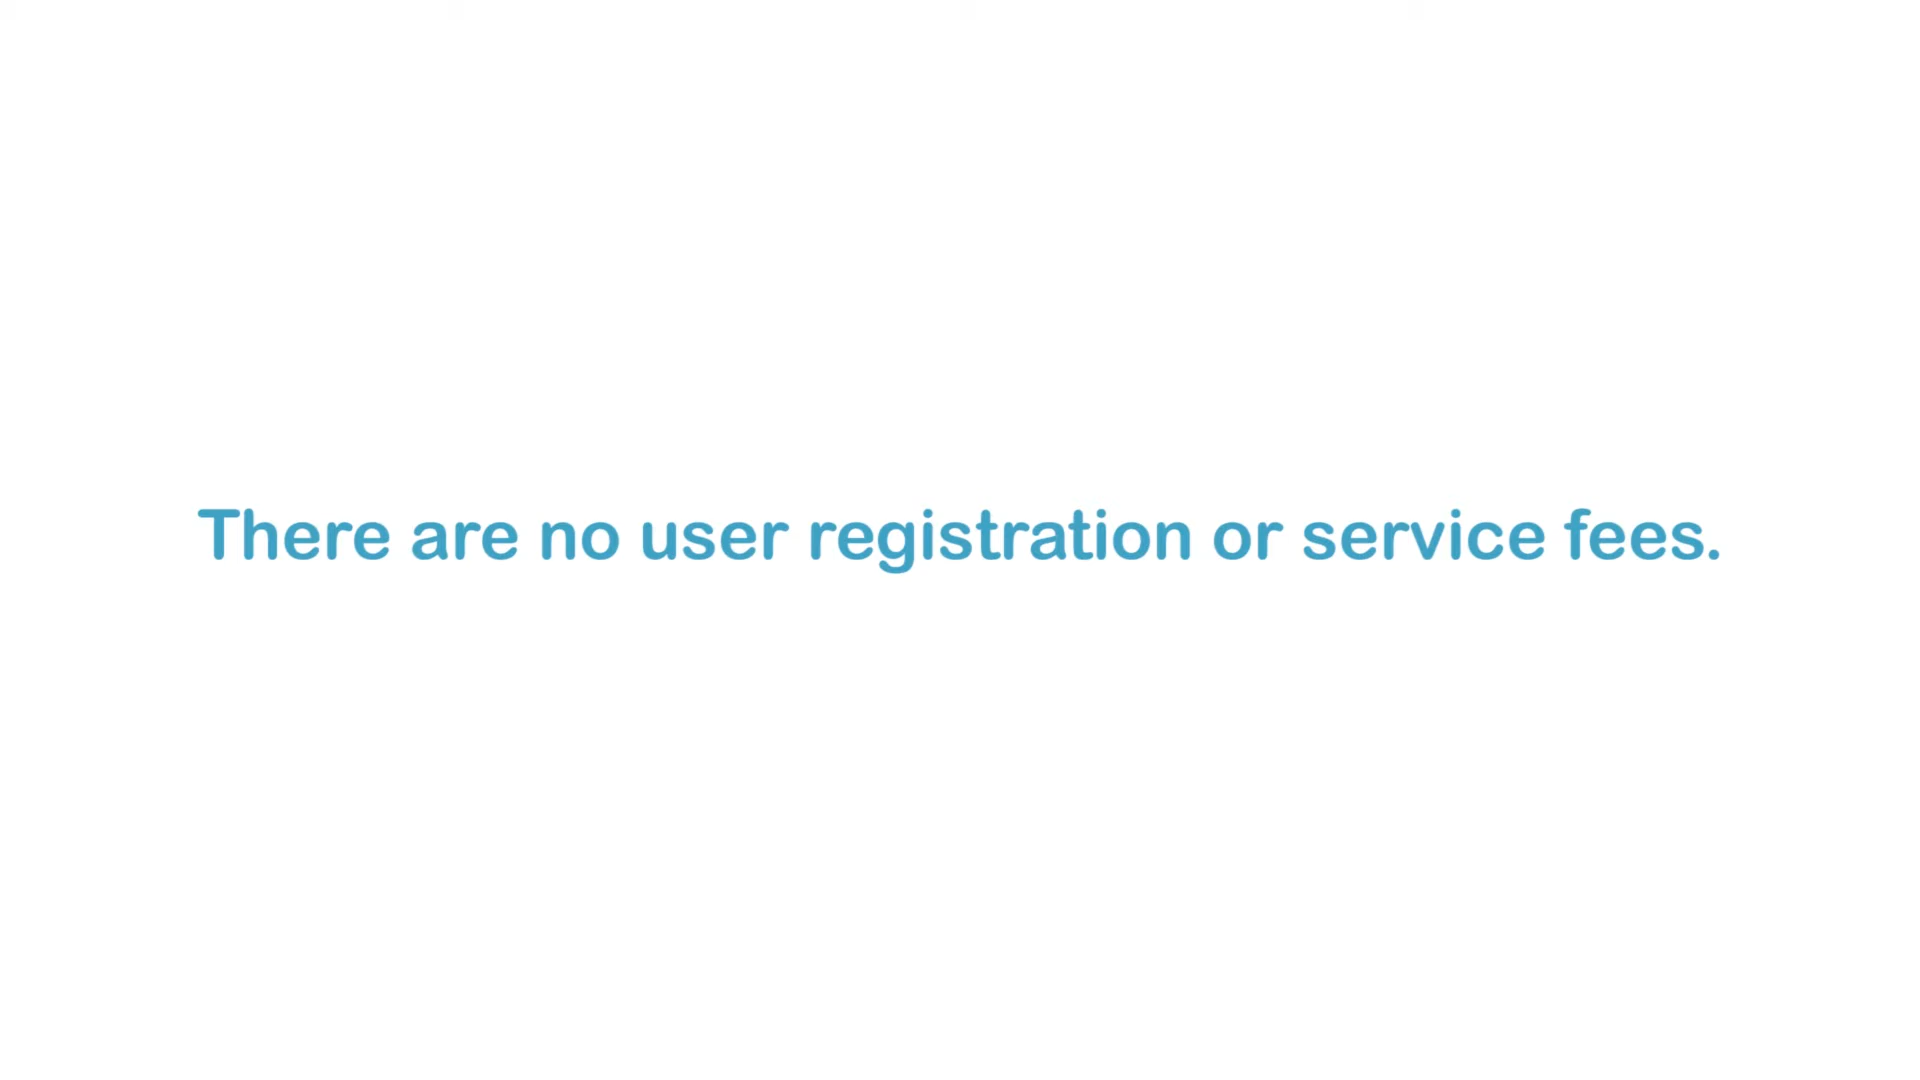 There are no user registration or service fees.